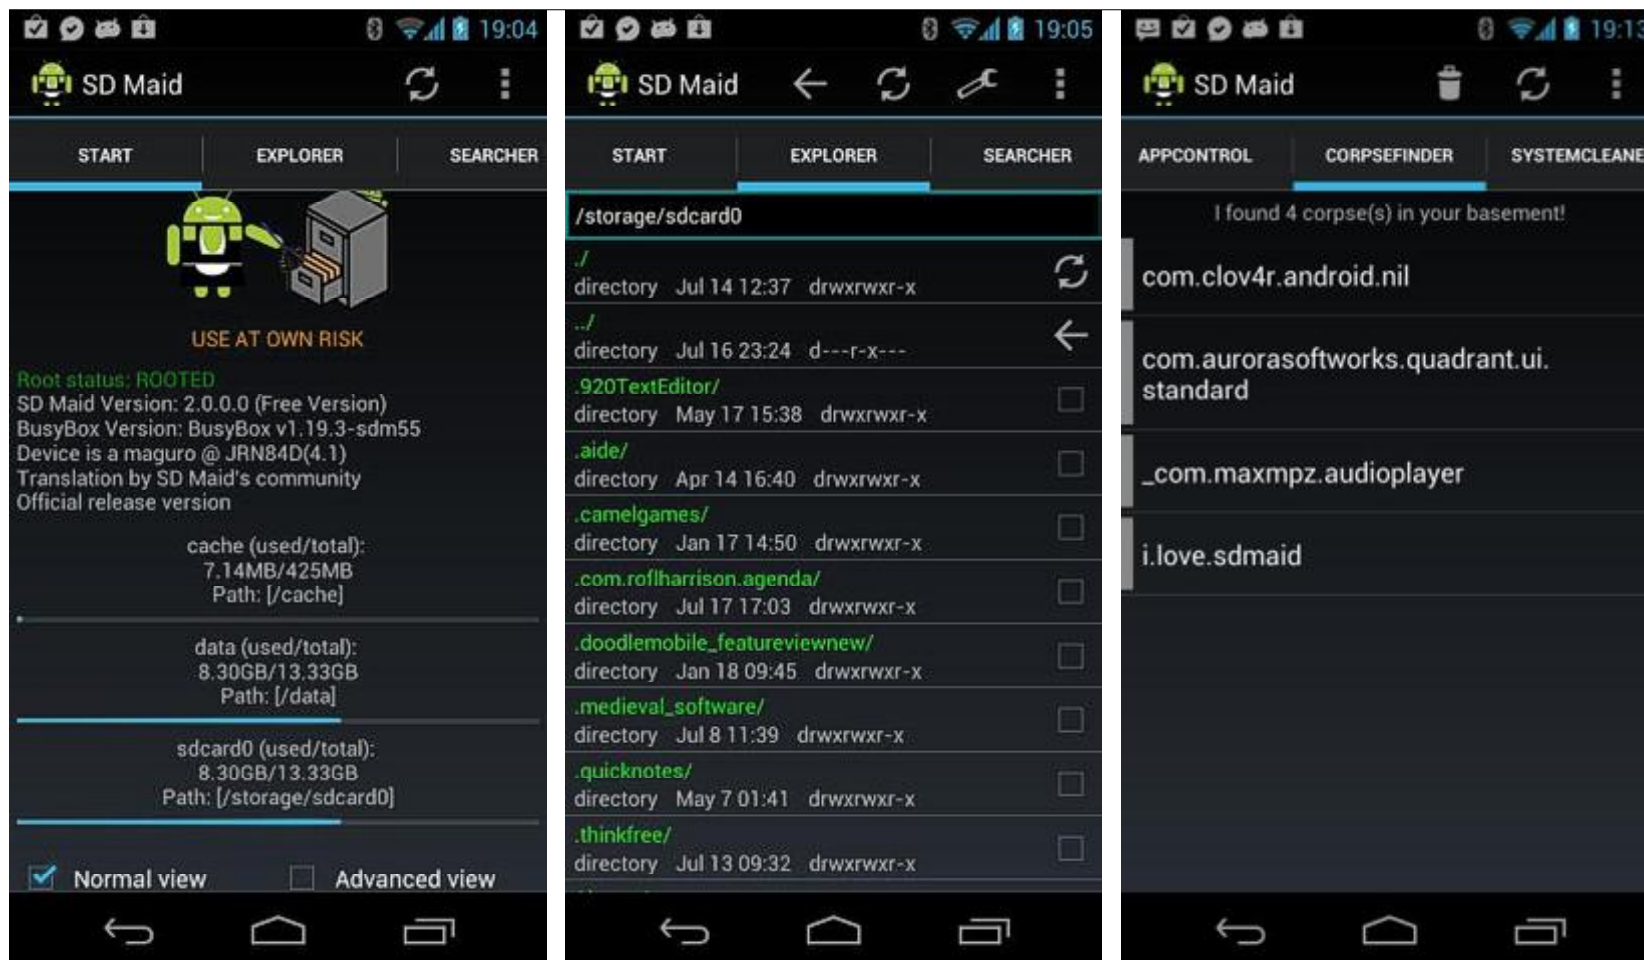 19:04
SD Maid
START EXPLORER SEARCHER
USE AT OWN RISK
Root status: ROOTED
SD Maid Version: 2.0.0.0 (Free Version)
BusyBox Version: BusyBox v1.19.3-sdm55
Device is a maguro @ JRN84D(4.1)
Translation by SD Maid's community
Official release version
cache (used/total):
7.14MB/425MB
Path: [/cache]
data (used/total):
8.30GB/13.33GB
Path: [/data]
sdcard0 (used/total):
8.30GB/13.33GB
Path: [/storage/sdcard0]
Normal view Advanced view
19:05
SD Maid
START EXPLORER SEARCHER
/storage/sdcard0
./
directory Jul 14 12:37 drwxrwxr-x
../
directory Jul 16 23:24 d---r-x---
.920TextEditor/
directory May 17 15:38 drwxrwxr-x
.aide/
directory Apr 14 16:40 drwxrwxr-x
.camelgames/
directory Jan 17 14:50 drwxrwxr-x
.com.roflharrison.agenda/
directory Jul 17 17:03 drwxrwxr-x
.doodlemobile_featureviewnew/
directory Jan 18 09:45 drwxrwxr-x
.medieval_software/
directory Jul 8 11:39 drwxrwxr-x
.quicknotes/
directory May 7 01:41 drwxrwxr-x
.thinkfree/
directory Jul 13 09:32 drwxrwxr-x
19:13
SD Maid
APPCONTROL CORPSEFINDER SYSTEMCLEANE
I found 4 corpse(s) in your basement!
com.clov4r.android.nil
com.aurorasoftworks.quadrant.ui.
standard
_com.maxmpz.audioplayer
i.love.sdmaid